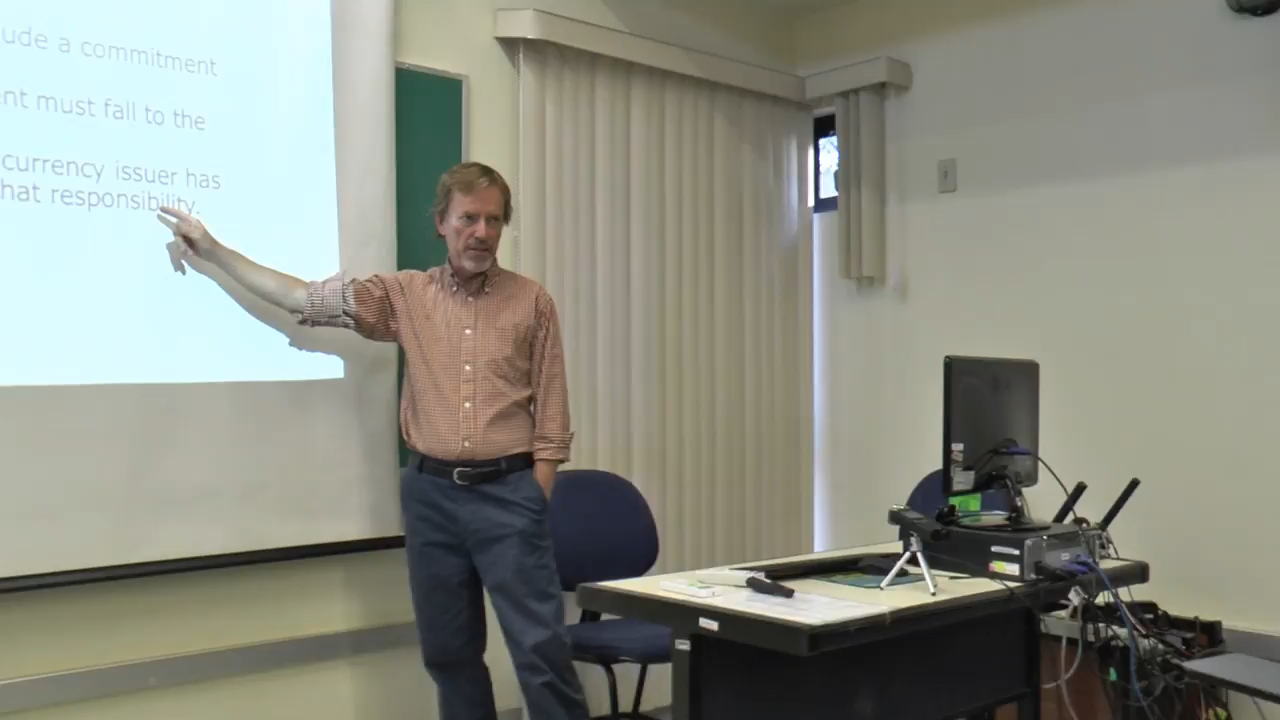 ude a commitment
nt must fall to the
currency issuer has
hat responsibility.